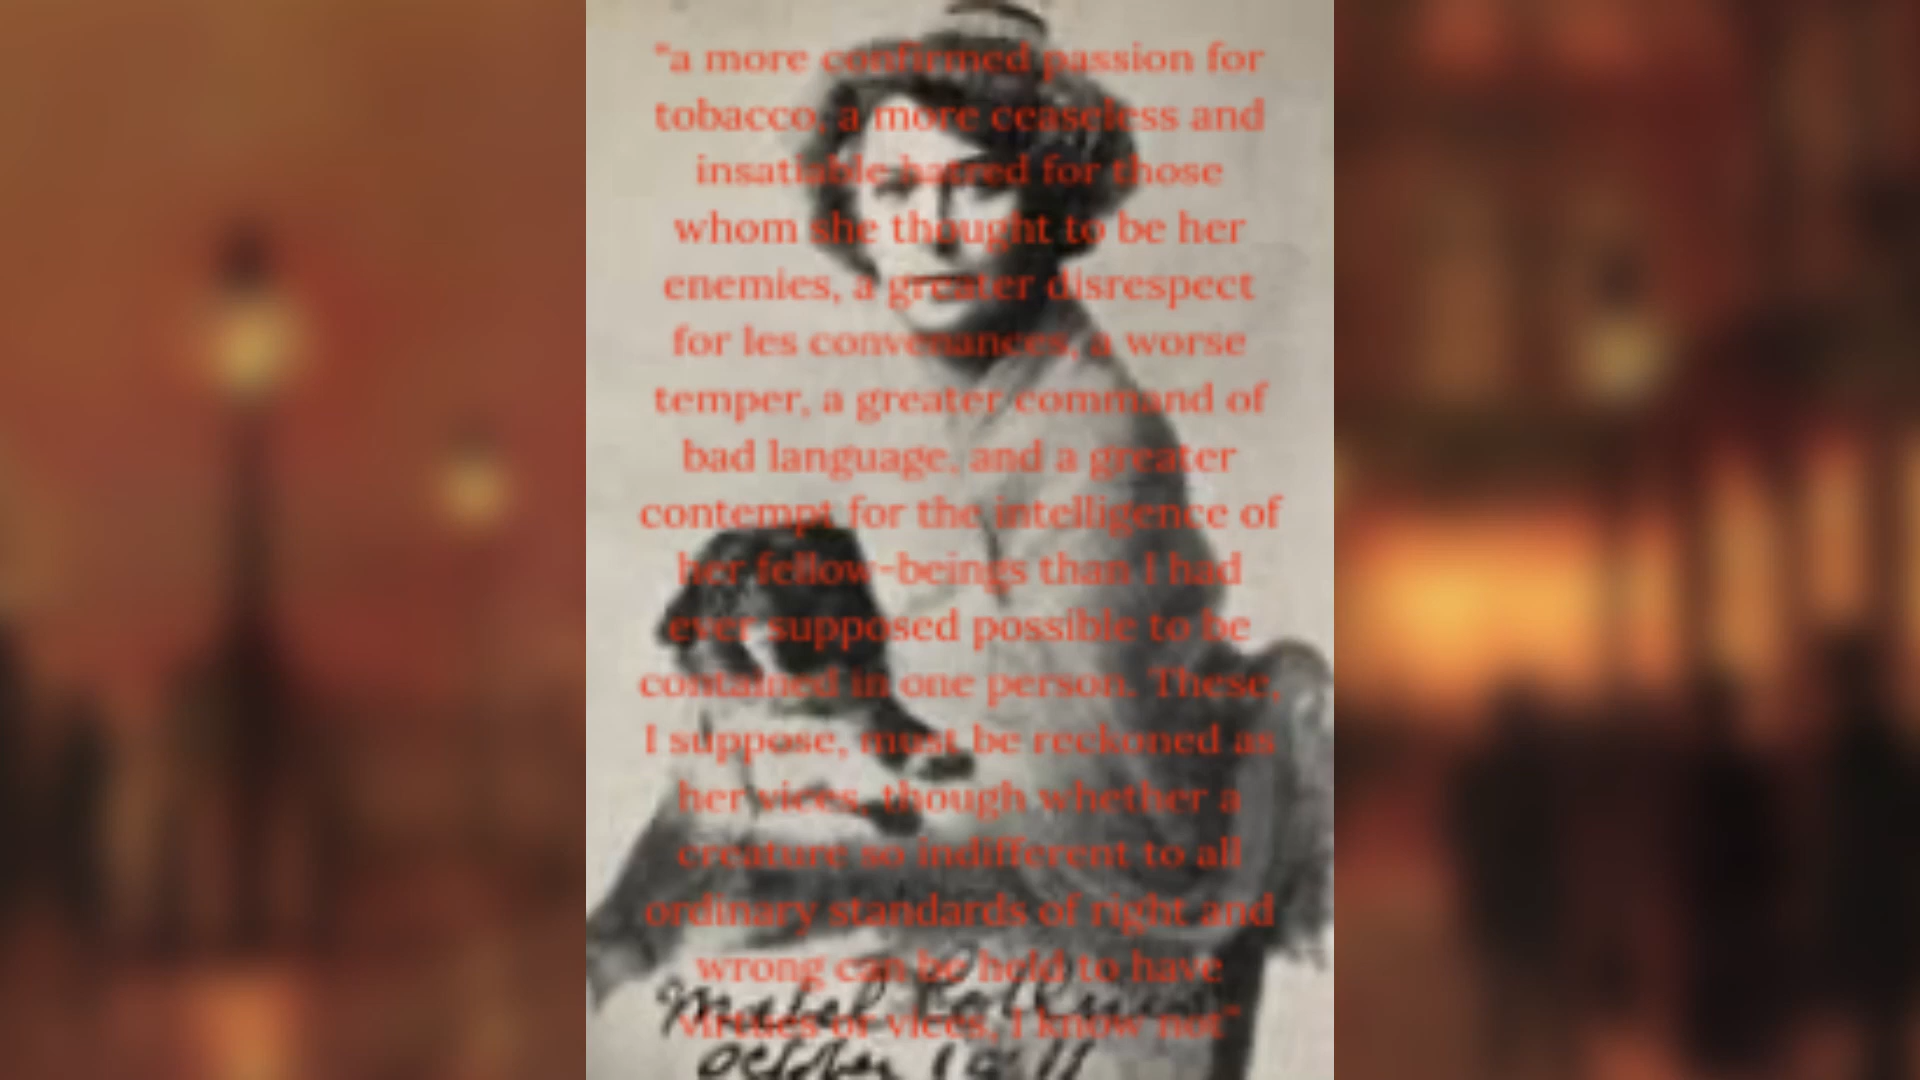 "a more confirmed passion for
tobacco, a more ceaseless and
insatiable hatred for those
whom she thought to be her
enemies, a greater disrespect
for les convenances, a worse
temper, a greater command of
bad language, and a greater
contempt for the intelligence of
her fellow-beings than I had
ever supposed possible to be
contained in one person. These,
I suppose, must be reckoned as
her vices, though whether a
creature so indifferent to all
ordinary standards of right and
wrong can be held to have
Mabel Collins
virtues or vices, I know not"
October 1911